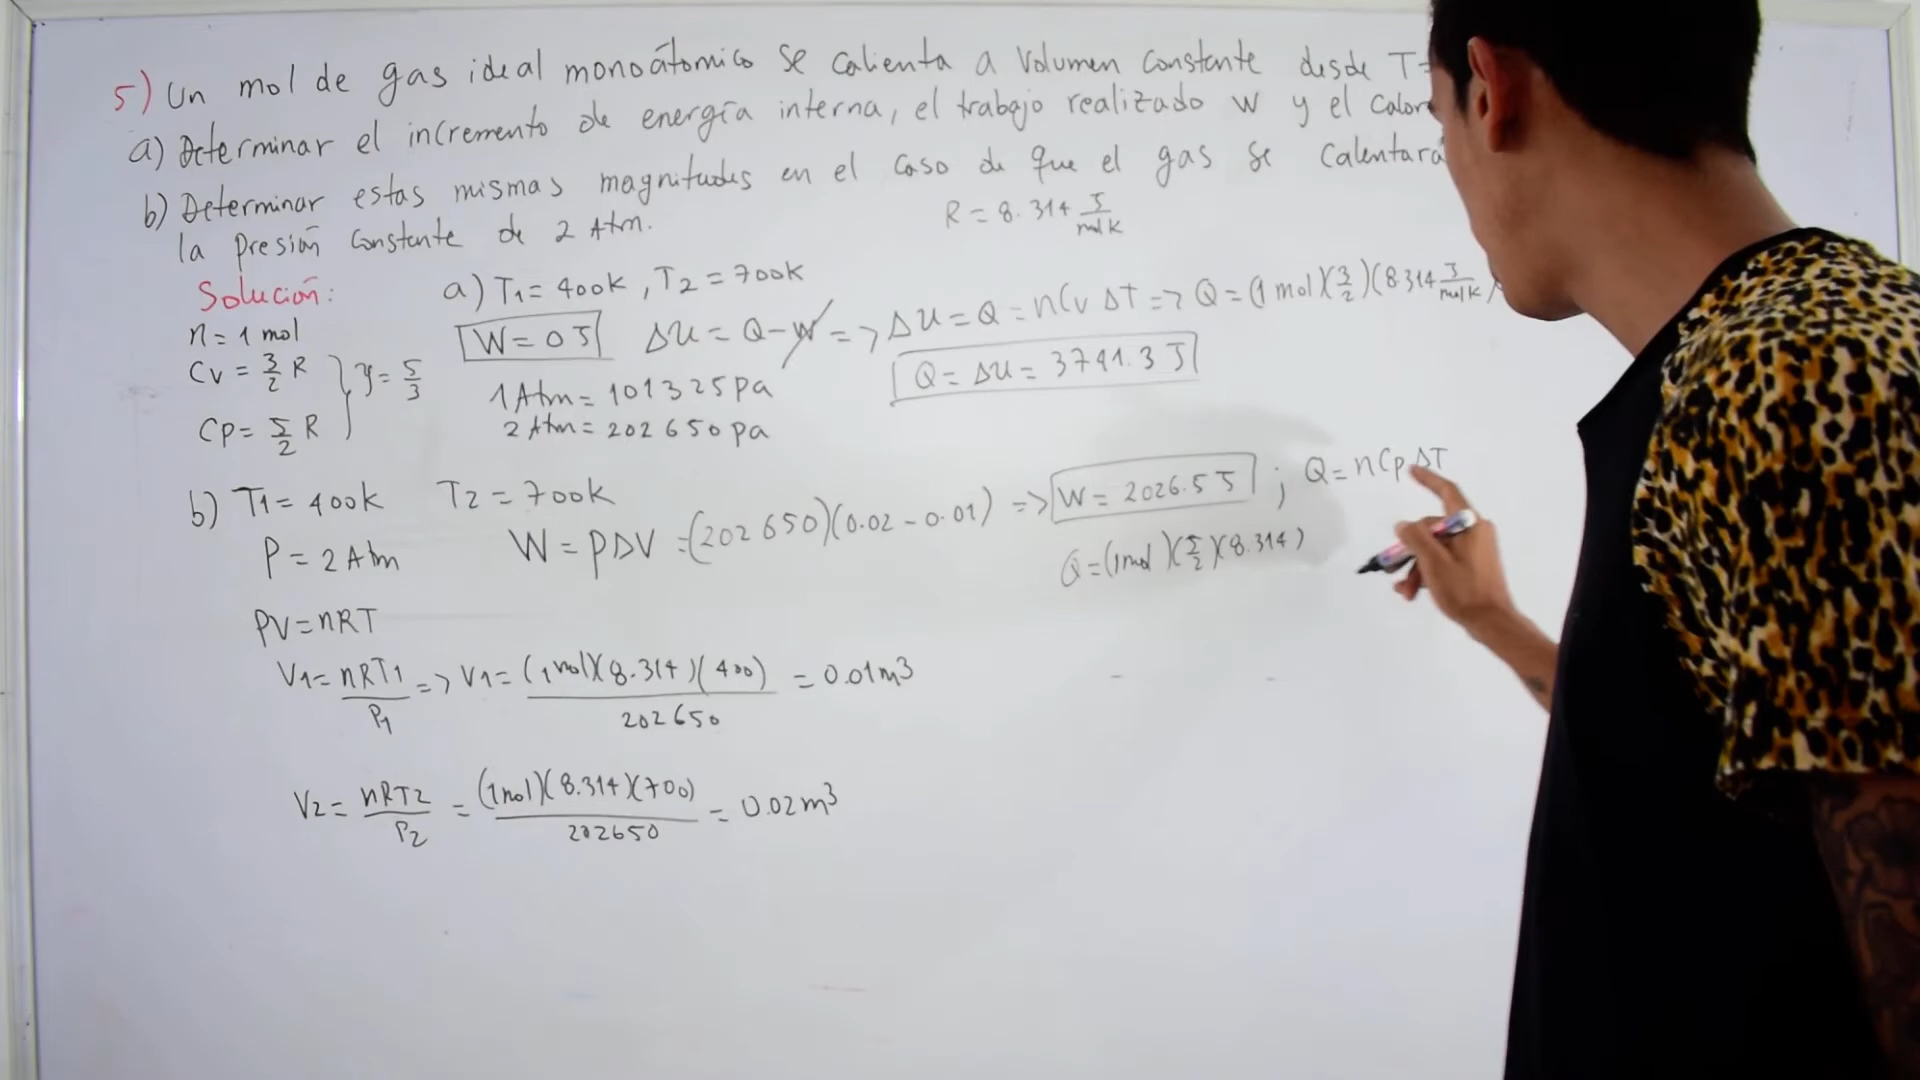 5) Un mol de gas ideal monoátomico se calienta a volumen constante desde T=
a) Determinar el incremento de energía interna, el trabajo realizado W y el calor
b) Determinar estas mismas magnitudes en el caso de que el gas se calentará
la presión constante de 2 Atm.
R = 8.314 J/mol K
Solución:
a) T1 = 400K , T2 = 700K
n = 1 mol
W = 0 J
ΔU = Q - W => ΔU = Q = nCv ΔT => Q = (1 mol)(3/2)(8.314 J/mol K)
Cv = 3/2 R
γ = 5/3
Q = ΔU = 3741.3 J
1 Atm = 101325 pa
Cp = 5/2 R
2 Atm = 202650 pa
b) T1 = 400K T2 = 700K
W = PΔV = (202650)(0.02 - 0.01) => W = 2026.5 J ; Q = nCpΔT
P = 2 Atm
Q = (1mol)(5/2)(8.314)
PV = nRT
V1 = nRT1/P1 => V1 = (1mol)(8.314)(400)/202650 = 0.01m³
V2 = nRT2/P2 = (1mol)(8.314)(700)/202650 = 0.02m³